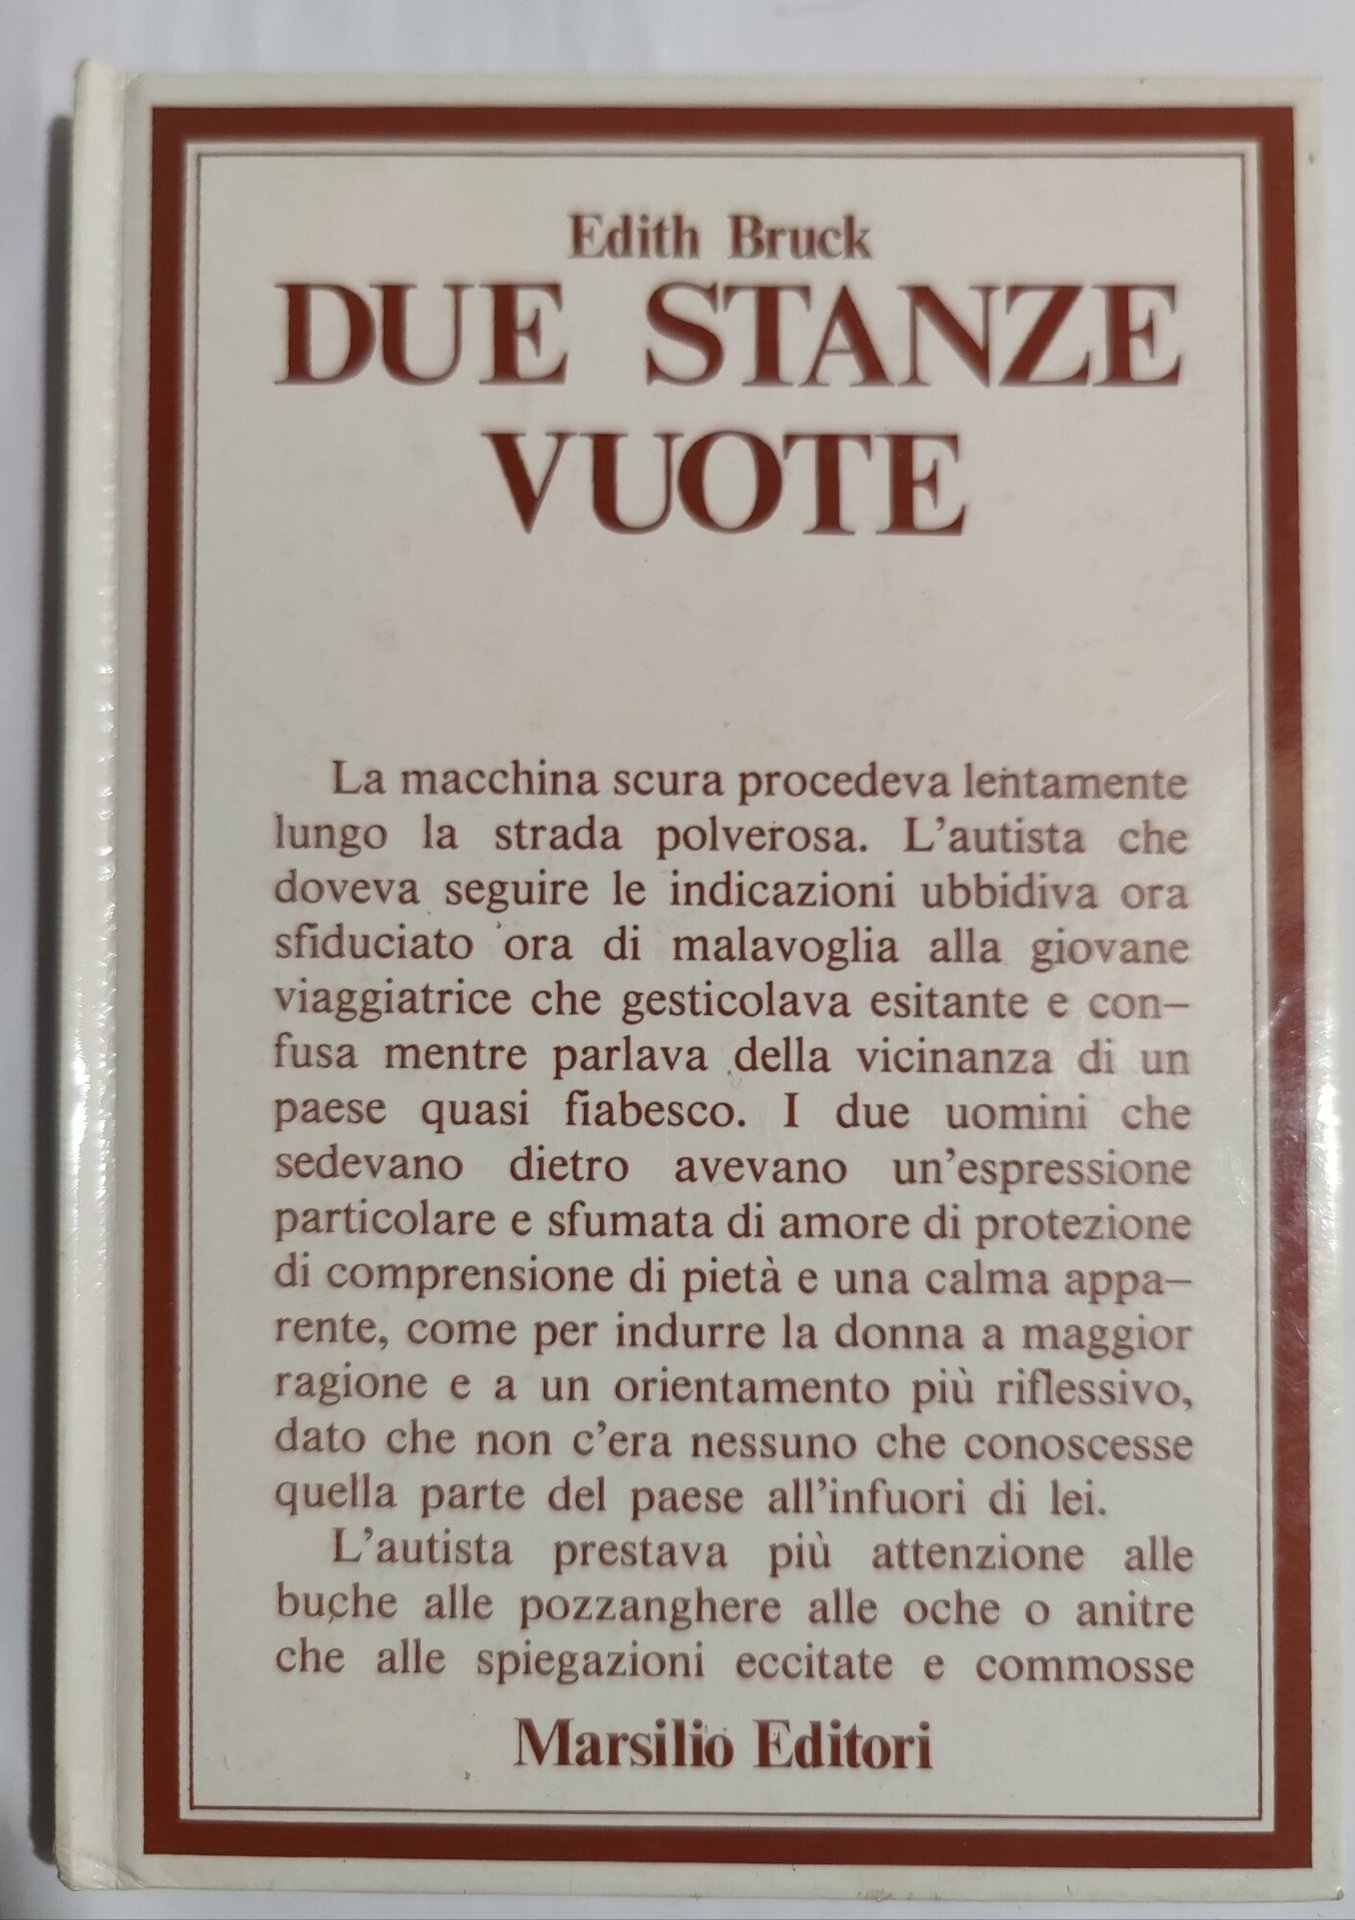 Edith Bruck
DUE STANZE
VUOTE
La macchina scura procedeva lentamente
lungo la strada polverosa. L'autista che
doveva seguire le indicazioni ubbidiva ora
sfiduciato ora di malavoglia alla giovane
viaggiatrice che gesticolava esitante e con-
fusa mentre parlava della vicinanza di un
paese quasi fiabesco. I due uomini che
sedevano dietro avevano un'espressione
particolare e sfumata di amore di protezione
di comprensione di pietà e una calma appa-
rente, come per indurre la donna a maggior
ragione e a un orientamento più riflessivo,
dato che non c'era nessuno che conoscesse
quella parte del paese all'infuori di lei.
L'autista prestava più attenzione alle
buche alle pozzanghere alle oche o anitre
che alle spiegazioni eccitate e commosse
Marsilio Editori